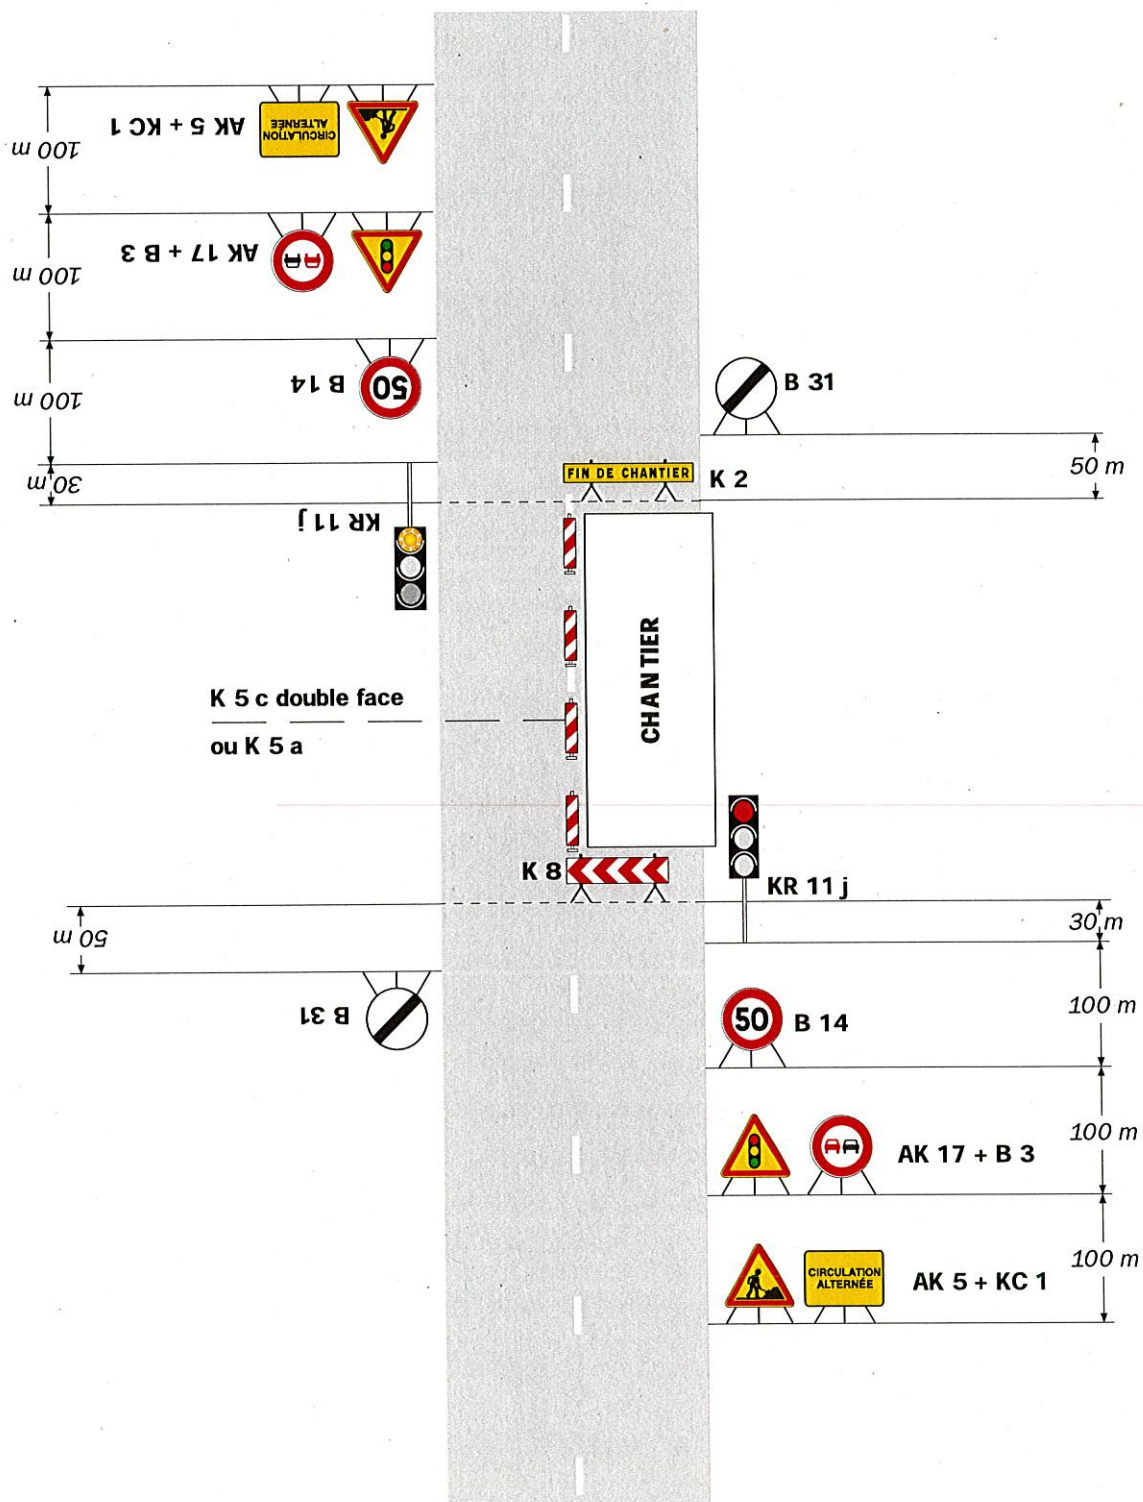 AK 5 + KC 1
CIRCULATION
ALTERNÉE
100 m
AK 17 + B 3
100 m
B 14
50
100 m
30 m
KR 11 j
B 31
50 m
FIN DE CHANTIER
K 2
CHANTIER
K 5 c double face
ou K 5 a
K 8
KR 11 j
30 m
50 m
B 31
50
B 14
100 m
AK 17 + B 3
100 m
CIRCULATION
ALTERNÉE
AK 5 + KC 1
100 m